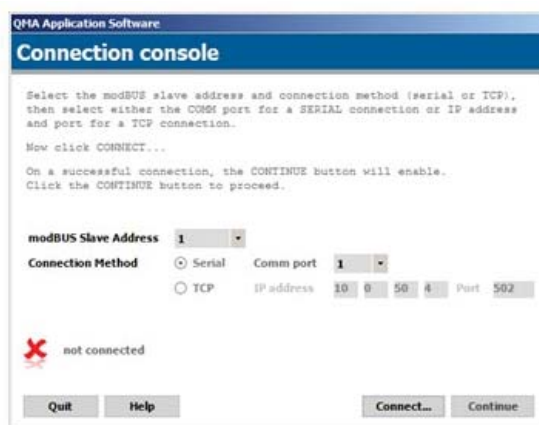 QMA Application Software
Connection console
Select the modBUS slave address and connection method (serial or TCP),
then select either the COMM port for a SERIAL connection or IP address
and port for a TCP connection.
Now click CONNECT...
On a successful connection, the CONTINUE button will enable.
Click the CONTINUE button to proceed.
modBUS Slave Address 1
Connection Method Serial Comm port 1
TCP IP address 10 0 50 4 Port 502
not connected
Quit Help Connect... Continue